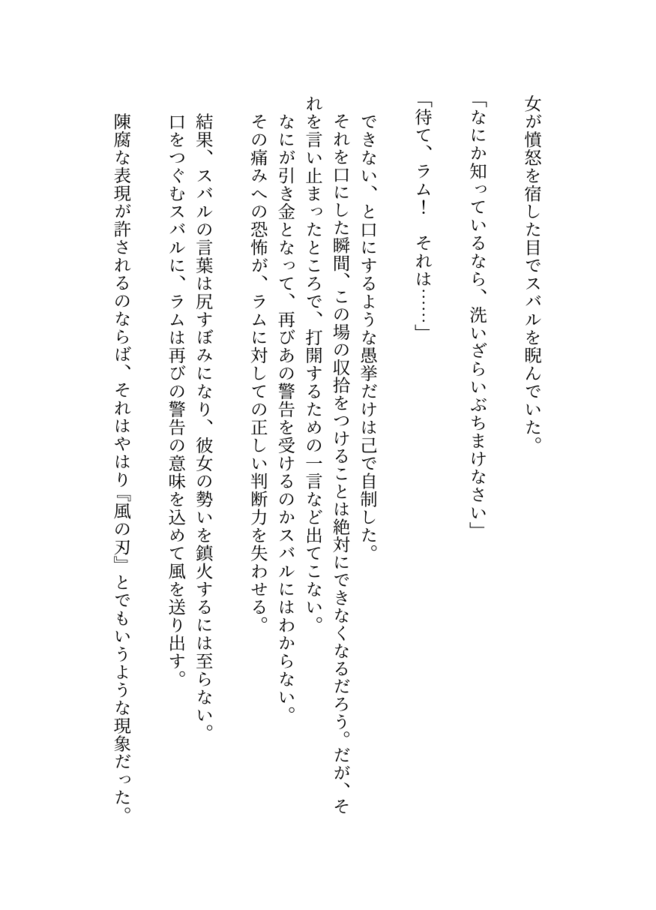 女が憤怒を宿した目でスバルを睨んでいた。
「なにか知っているなら、洗いざらいぶちまけなさい」
「待て、ラム！　それは……」
できない、と口にするような愚挙だけは己で自制した。
それを口にした瞬間、この場の収拾をつけることは絶対にできなくなるだろう。だが、そ
れを言い止まったところで、打開するための一言など出てこない。
なにが引き金となって、再びあの警告を受けるのかスバルにはわからない。
その痛みへの恐怖が、ラムに対しての正しい判断力を失わせる。
結果、スバルの言葉は尻すぼみになり、彼女の勢いを鎮火するには至らない。
口をつぐむスバルに、ラムは再びの警告の意味を込めて風を送り出す。
陳腐な表現が許されるのならば、それはやはり『風の刃』とでもいうような現象だった。